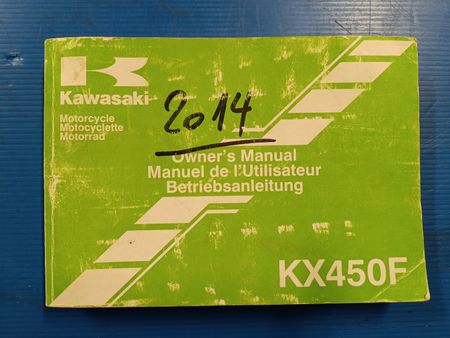 Kawasaki
Motorcycle
Motocyclette
Motorrad
2014
Owner's Manual
Manuel de l'Utilisateur
Betriebsanleitung
KX450F